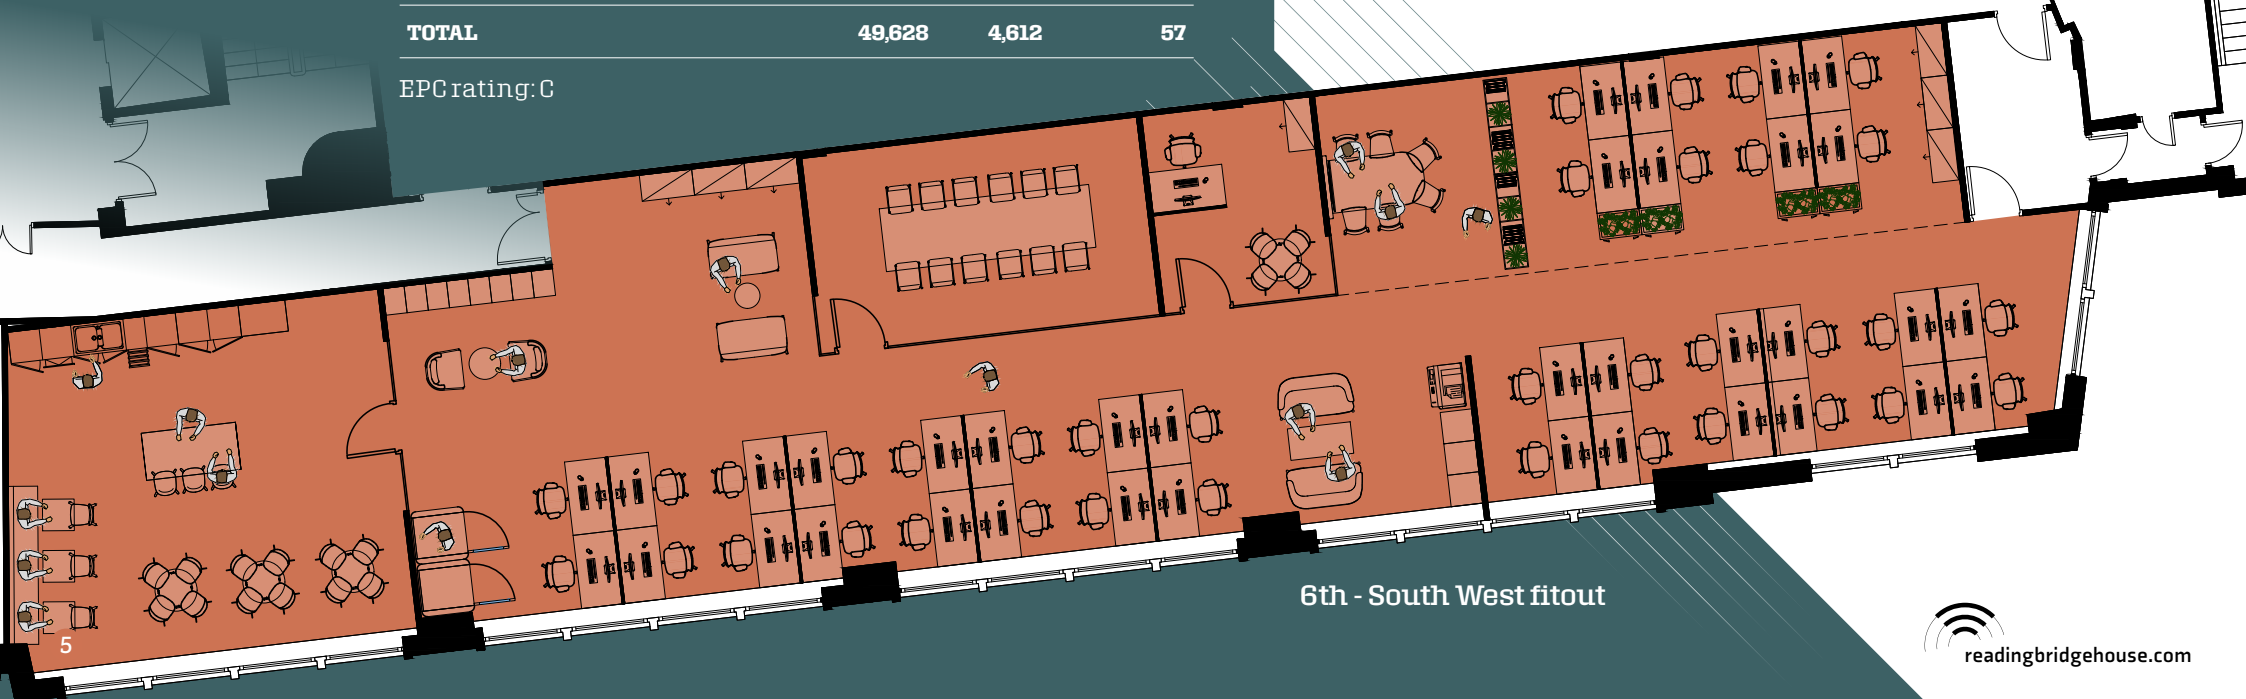 TOTAL 49,628 4,612 57
EPC rating: C
6th - South West fitout
5
readingbridgehouse.com